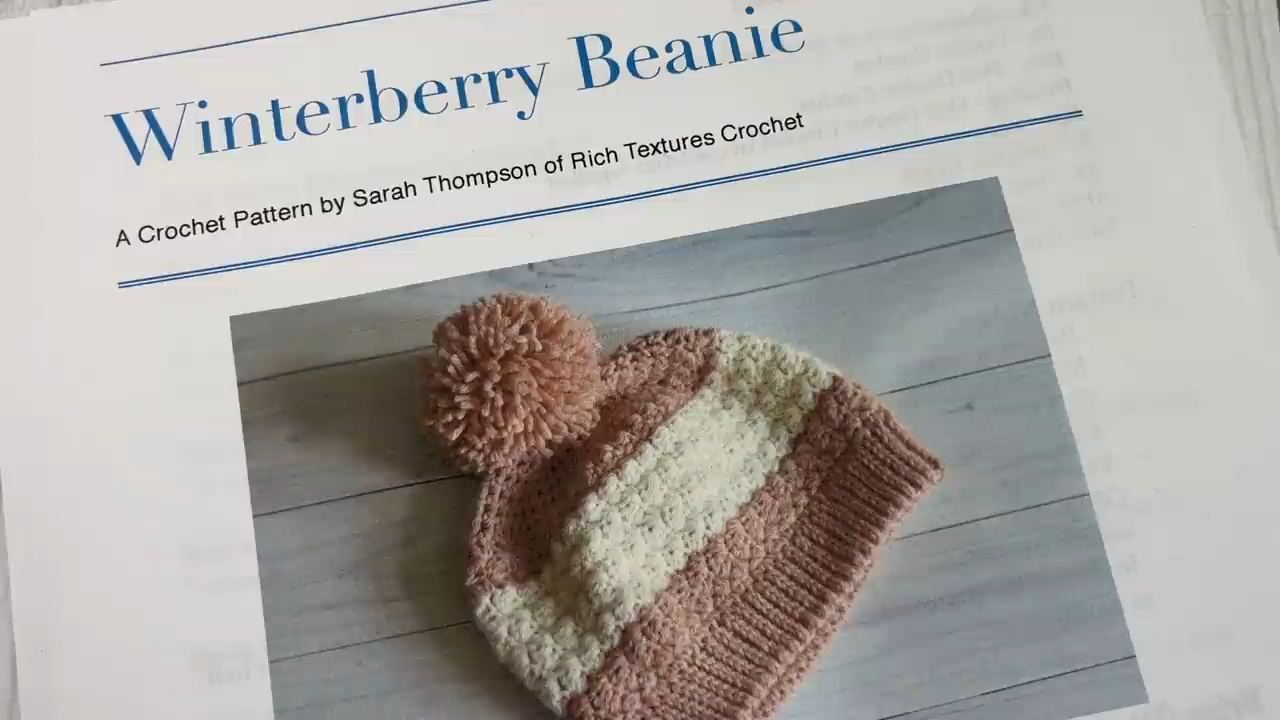 Winterberry Beanie
A Crochet Pattern by Sarah Thompson of Rich Textures Crochet